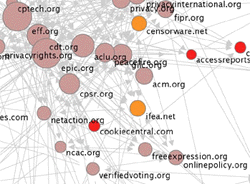 cptech.org
privacy.org
privacyinternational.org
fipr.org
eff.org
censorware.net
cdt.org
privacyrights.org
aclu.org
peacefire.org
accessreports
epic.org
gilc.org
acm.org
cpsr.org
netaction.org
ifea.net
es.com
cookiecentral.com
ncac.org
freeexpression.org
onlinepolicy.org
verifiedvoting.org